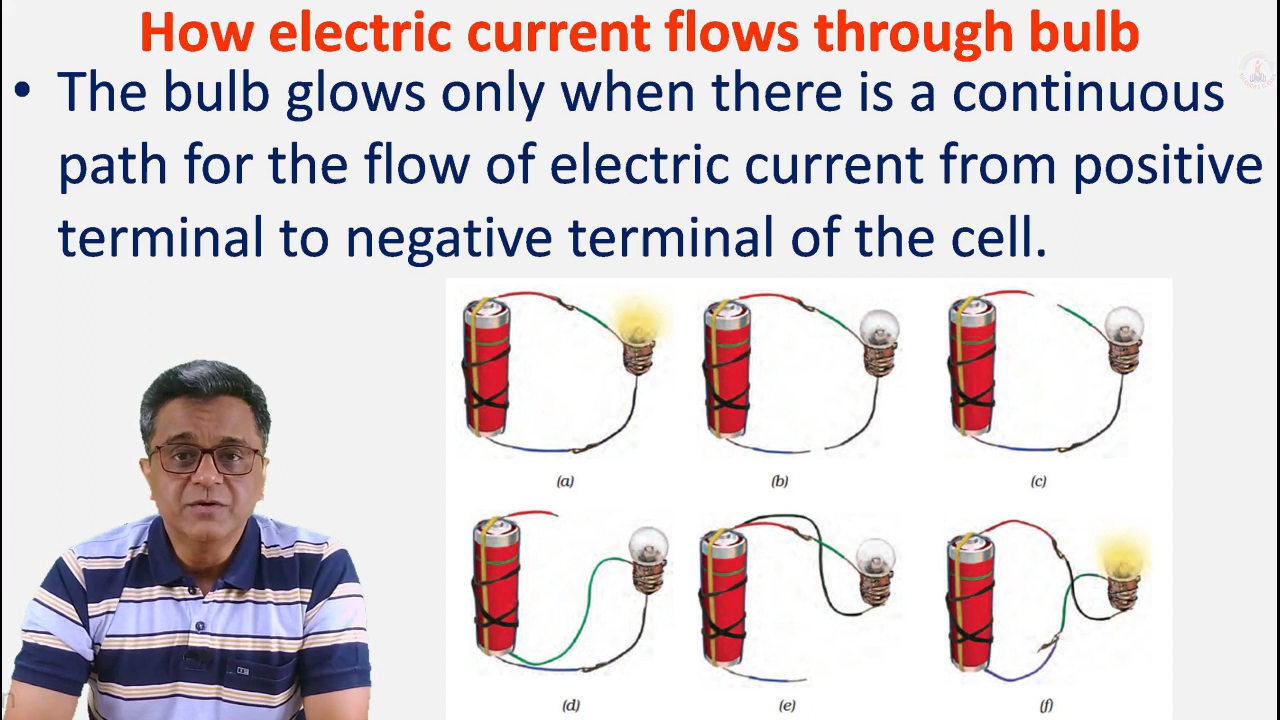 How electric current flows through bulb
• The bulb glows only when there is a continuous
path for the flow of electric current from positive
terminal to negative terminal of the cell.
(a) (b) (c)
(d) (e) (f)